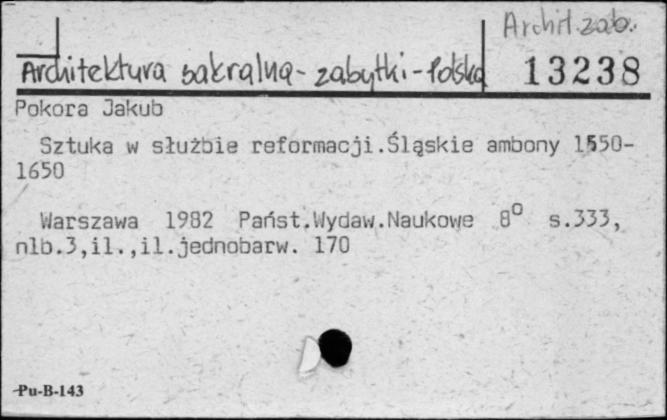 Archit. zab.
Architektura sakralna - zabytki - Polska 13238
Pokora Jakub
Sztuka w służbie reformacji.Śląskie ambony 1550-
1650
Warszawa 1982 Państ.Wydaw.Naukowe 8° s.333,
nlb.3,il.,il.jednobarw. 170
Pu-B-143